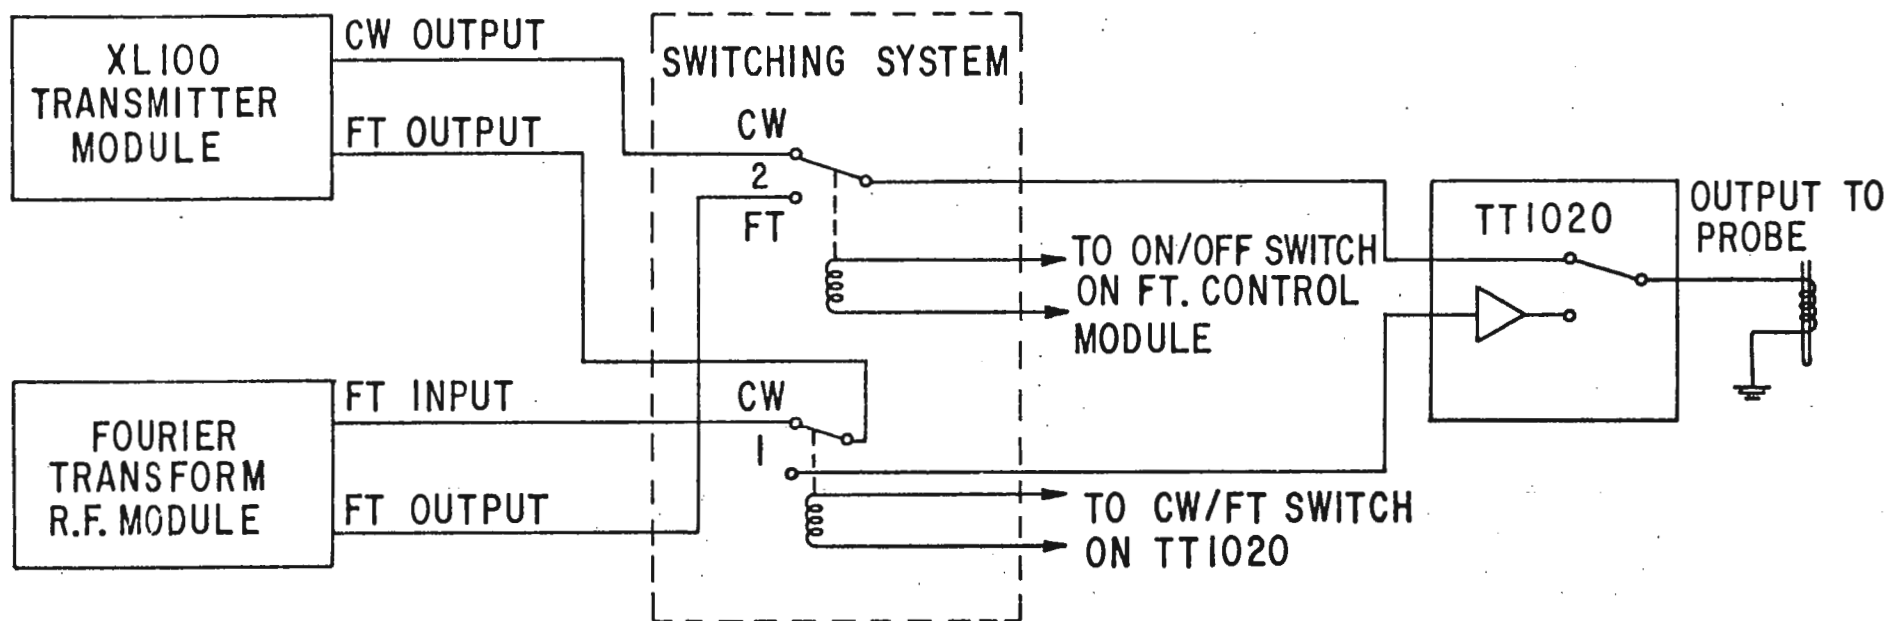 XL100
TRANSMITTER
MODULE
CW OUTPUT
FT OUTPUT
SWITCHING SYSTEM
CW
2
FT
TO ON/OFF SWITCH
ON FT. CONTROL
MODULE
TT1020
OUTPUT TO
PROBE
FOURIER
TRANSFORM
R.F. MODULE
FT INPUT
FT OUTPUT
CW
1
TO CW/FT SWITCH
ON TT1020